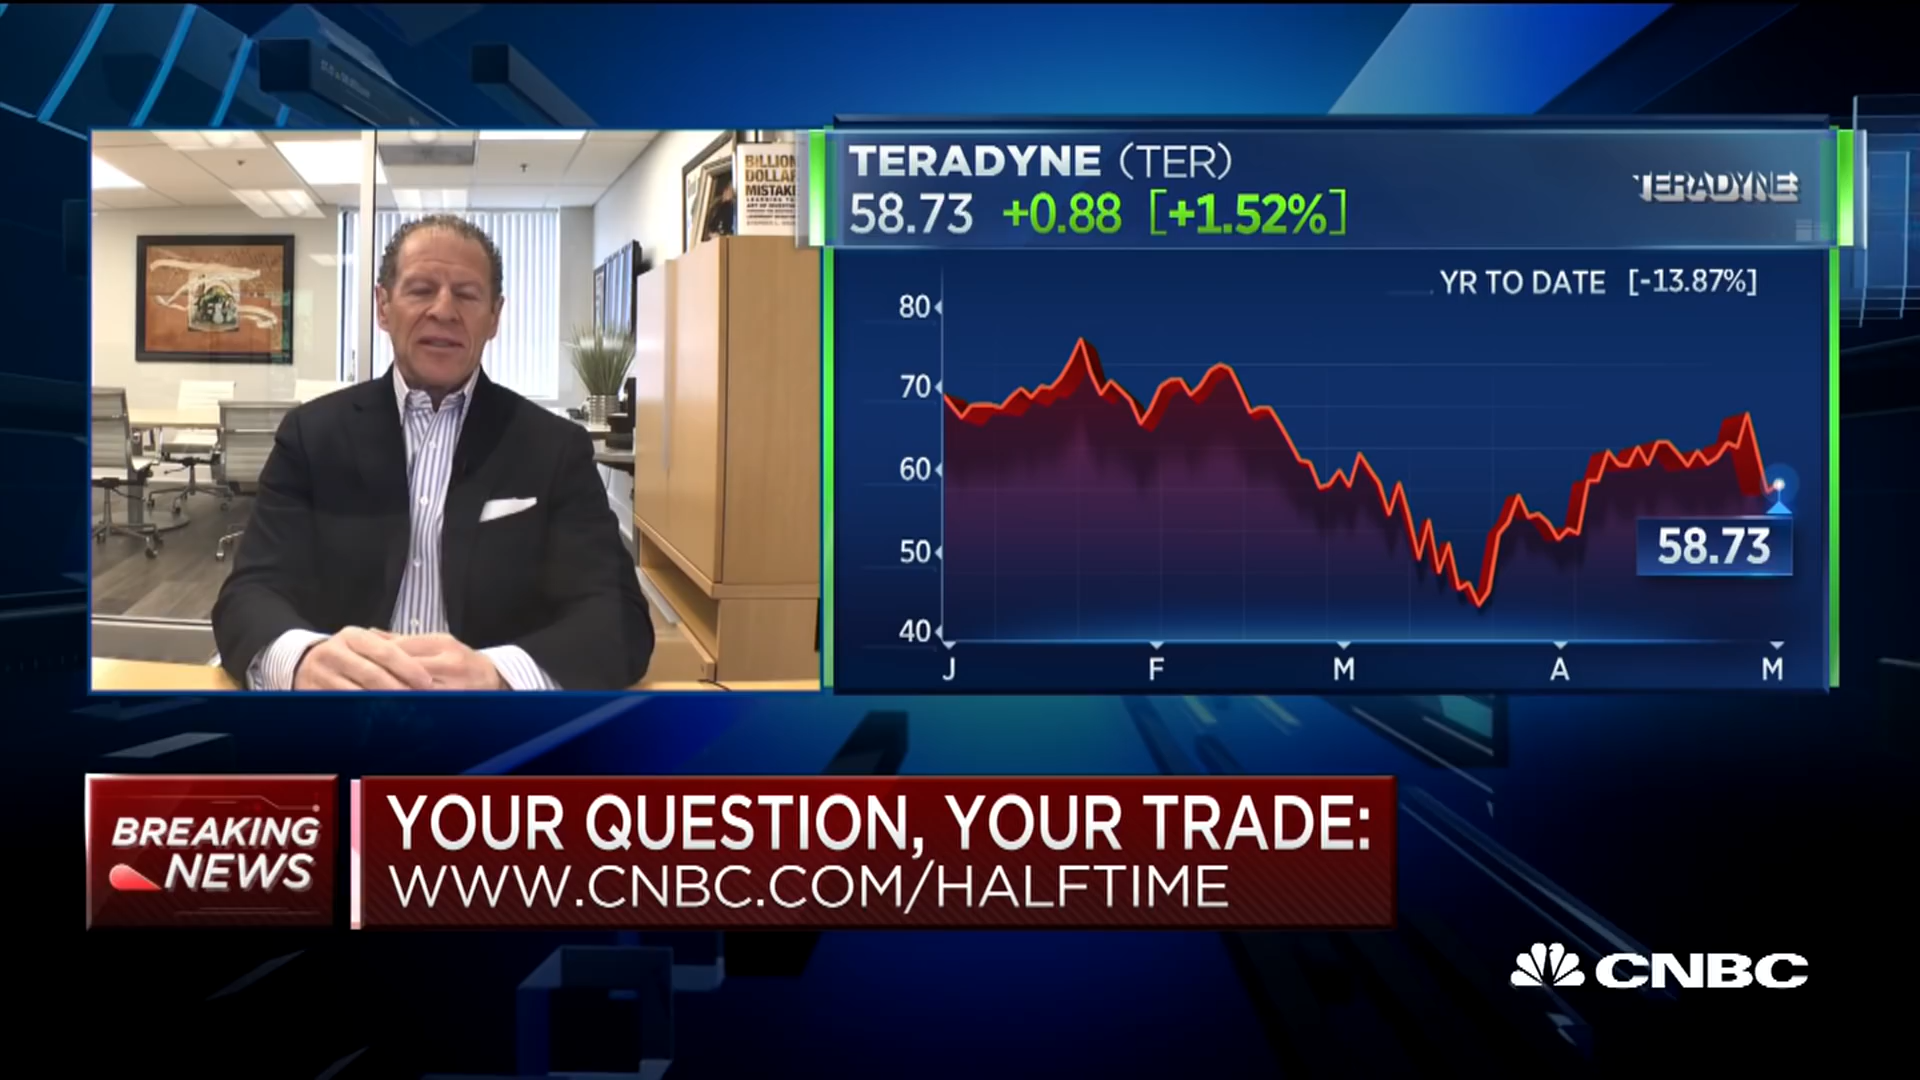 BILLION
DOLLAR
MISTAKE
TERADYNE (TER)
58.73 +0.88 [+1.52%]
TERADYNE
YR TO DATE [-13.87%]
80
70
60
50
40
58.73
J F M A M
BREAKING
NEWS
YOUR QUESTION, YOUR TRADE:
WWW.CNBC.COM/HALFTIME
CNBC